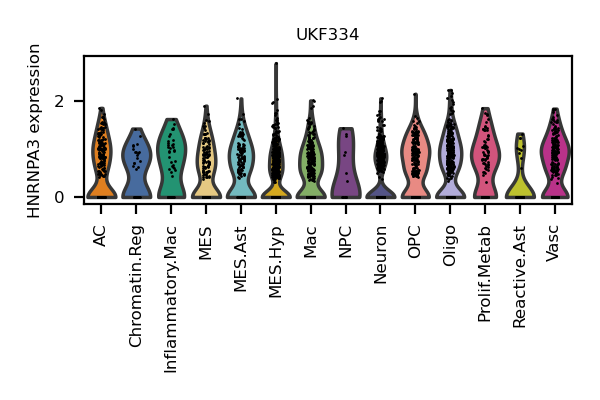 UKF334
HNRNPA3 expression
2
0
AC
Chromatin.Reg
Inflammatory.Mac
MES
MES.Ast
MES.Hyp
Mac
NPC
Neuron
OPC
Oligo
Prolif.Metab
Reactive.Ast
Vasc